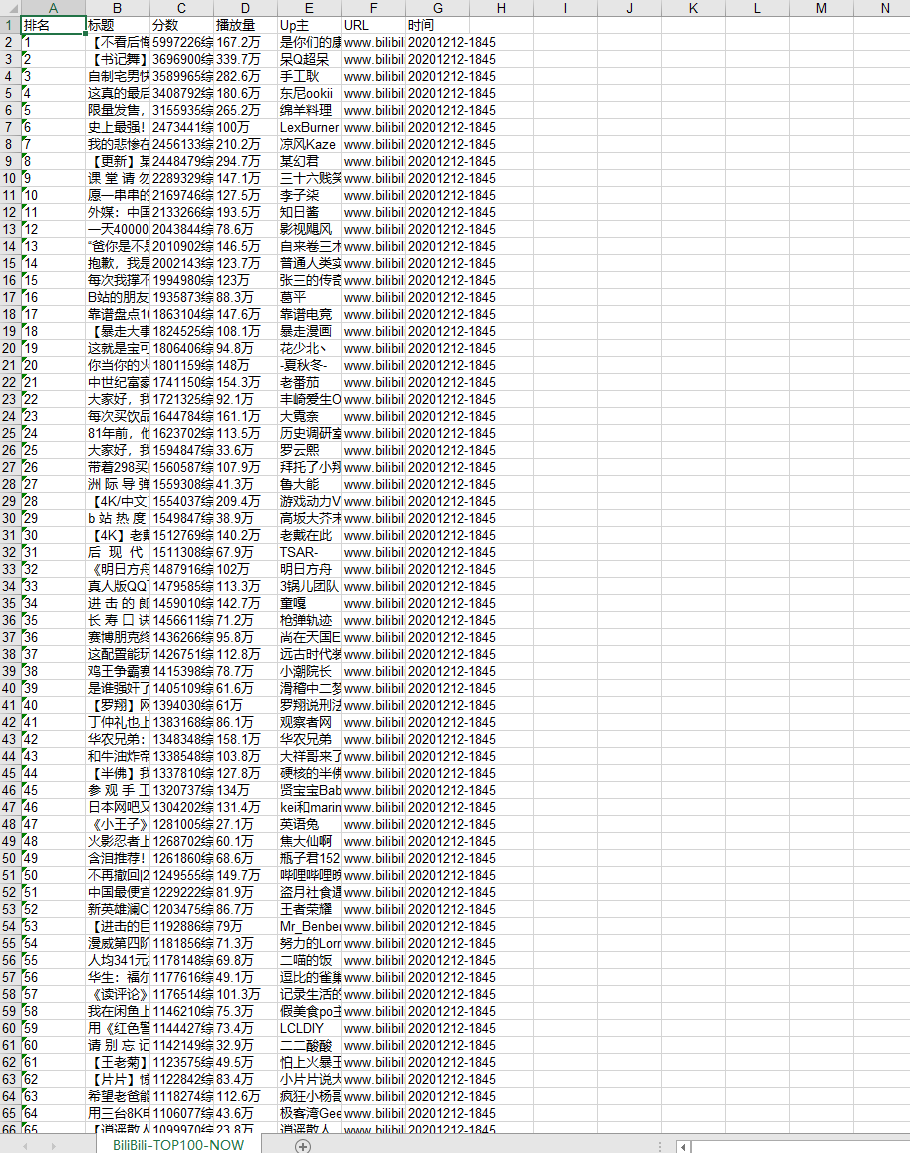 A B C D E F G H I J K L M N
1 排名 标题 分数 播放量 Up主 URL 时间
2 1 【不看后悔 5997226综 167.2万 是你们的康 www.bilibil 20201212-1845
3 2 【书记舞】 3696900综 339.7万 呆Q超呆 www.bilibil 20201212-1845
4 3 自制宅男快 3589965综 282.6万 手工耿 www.bilibil 20201212-1845
5 4 这真的最后 3408792综 180.6万 东尼ookii www.bilibil 20201212-1845
6 5 限量发售, 3155935综 265.2万 绵羊料理 www.bilibil 20201212-1845
7 6 史上最强! 2473441综 100万 LexBurner www.bilibil 20201212-1845
8 7 我的悲惨在 2456133综 210.2万 凉风Kaze www.bilibil 20201212-1845
9 8 【更新】某 2448479综 294.7万 某幻君 www.bilibil 20201212-1845
10 9 课 堂 请 勿 2289329综 147.1万 三十六贱笑 www.bilibil 20201212-1845
11 10 愿一串串的 2169746综 127.5万 李子柒 www.bilibil 20201212-1845
12 11 外媒：中国 2133266综 193.5万 知日酱 www.bilibil 20201212-1845
13 12 一天40000 2043844综 78.6万 影视飓风 www.bilibil 20201212-1845
14 13 “爸你是不是 2010902综 146.5万 自来卷三木 www.bilibil 20201212-1845
15 14 抱歉，我是 2002143综 123.7万 普通人类实 www.bilibil 20201212-1845
16 15 每次我撑不 1994980综 123万 张三的传奇 www.bilibil 20201212-1845
17 16 B站的朋友 1935873综 88.3万 葛平 www.bilibil 20201212-1845
18 17 靠谱盘点10 1863104综 147.6万 靠谱电竞 www.bilibil 20201212-1845
19 18 【暴走大事 1824525综 108.1万 暴走漫画 www.bilibil 20201212-1845
20 19 这就是宝可 1806406综 94.8万 花少北丶 www.bilibil 20201212-1845
21 20 你当你的火 1801159综 148万 -夏秋冬- www.bilibil 20201212-1845
22 21 中世纪富豪 1741150综 154.3万 老番茄 www.bilibil 20201212-1845
23 22 大家好，我 1721325综 92.1万 丰崎爱生O www.bilibil 20201212-1845
24 23 每次买饮品 1644784综 161.1万 大霓奈 www.bilibil 20201212-1845
25 24 81年前，他 1623702综 113.5万 历史调研室 www.bilibil 20201212-1845
26 25 大家好，我 1594847综 33.6万 罗云熙 www.bilibil 20201212-1845
27 26 带着298买 1560587综 107.9万 拜托了小翔 www.bilibil 20201212-1845
28 27 洲 际 导 弹 1559308综 41.3万 鲁大能 www.bilibil 20201212-1845
29 28 【4K/中文 1554037综 209.4万 游戏动力V www.bilibil 20201212-1845
30 29 b 站 热 度 1549847综 38.9万 高坂大芥末 www.bilibil 20201212-1845
31 30 【4K】老戴 1512769综 140.2万 老戴在此 www.bilibil 20201212-1845
32 31 后 现 代 1511308综 67.9万 TSAR- www.bilibil 20201212-1845
33 32 《明日方舟 1487916综 102万 明日方舟 www.bilibil 20201212-1845
34 33 真人版QQ 1479585综 113.3万 3锅儿团队 www.bilibil 20201212-1845
35 34 进 击 的 郎 1459010综 142.7万 童嘎 www.bilibil 20201212-1845
36 35 长 寿 口 诀 1456611综 71.2万 枪弹轨迹 www.bilibil 20201212-1845
37 36 赛博朋克终 1436266综 95.8万 尚在天国E www.bilibil 20201212-1845
38 37 这配置能玩 1426751综 112.8万 远古时代装 www.bilibil 20201212-1845
39 38 鸡王争霸赛 1415398综 78.7万 小潮院长 www.bilibil 20201212-1845
40 39 是谁强奸了 1405109综 61.6万 滑稽中二梦 www.bilibil 20201212-1845
41 40 【罗翔】网 1394030综 61万 罗翔说刑法 www.bilibil 20201212-1845
42 41 丁仲礼也上 1383168综 86.1万 观察者网 www.bilibil 20201212-1845
43 42 华农兄弟： 1348348综 158.1万 华农兄弟 www.bilibil 20201212-1845
44 43 和牛油炸帝 1338548综 103.8万 大祥哥来了 www.bilibil 20201212-1845
45 44 【半佛】我 1337810综 127.8万 硬核的半佛 www.bilibil 20201212-1845
46 45 参 观 手 工 1320737综 134万 贤宝宝Bab www.bilibil 20201212-1845
47 46 日本网吧又 1304202综 131.4万 kei和marin www.bilibil 20201212-1845
48 47 《小王子》 1281005综 27.1万 英语兔 www.bilibil 20201212-1845
49 48 火影忍者上 1268702综 60.1万 焦大仙啊 www.bilibil 20201212-1845
50 49 含泪推荐! 1261860综 68.6万 瓶子君152 www.bilibil 20201212-1845
51 50 不再撤回|2 1249555综 149.7万 哔哩哔哩晚 www.bilibil 20201212-1845
52 51 中国最便宜 1229222综 81.9万 盗月社食遇 www.bilibil 20201212-1845
53 52 新英雄澜C 1203475综 86.7万 王者荣耀 www.bilibil 20201212-1845
54 53 【进击的巨 1192886综 79万 Mr_Benben www.bilibil 20201212-1845
55 54 漫威第四阶 1181856综 71.3万 努力的Lorr www.bilibil 20201212-1845
56 55 人均341元 1178148综 69.8万 二喵的饭 www.bilibil 20201212-1845
57 56 华生：福尔 1177616综 49.1万 逗比的雀巢 www.bilibil 20201212-1845
58 57 《读评论》 1176514综 101.3万 记录生活的 www.bilibil 20201212-1845
59 58 我在闲鱼上 1146210综 75.3万 假美食po主 www.bilibil 20201212-1845
60 59 用《红色警 1144427综 73.4万 LCLDIY www.bilibil 20201212-1845
61 60 请 别 忘 记 1142149综 32.9万 二二酸酸 www.bilibil 20201212-1845
62 61 【王老菊】 1123575综 49.5万 怕上火暴王 www.bilibil 20201212-1845
63 62 【片片】惊 1122842综 83.4万 小片片说大 www.bilibil 20201212-1845
64 63 希望老爸能 1118274综 112.6万 疯狂小杨哥 www.bilibil 20201212-1845
65 64 用三台8K电 1106077综 43.6万 极客湾Gee www.bilibil 20201212-1845
66 65 【逍遥散人 1099970综 23.8万 逍遥散人 www.bilibil 20201212-1845
BiliBili-TOP100-NOW